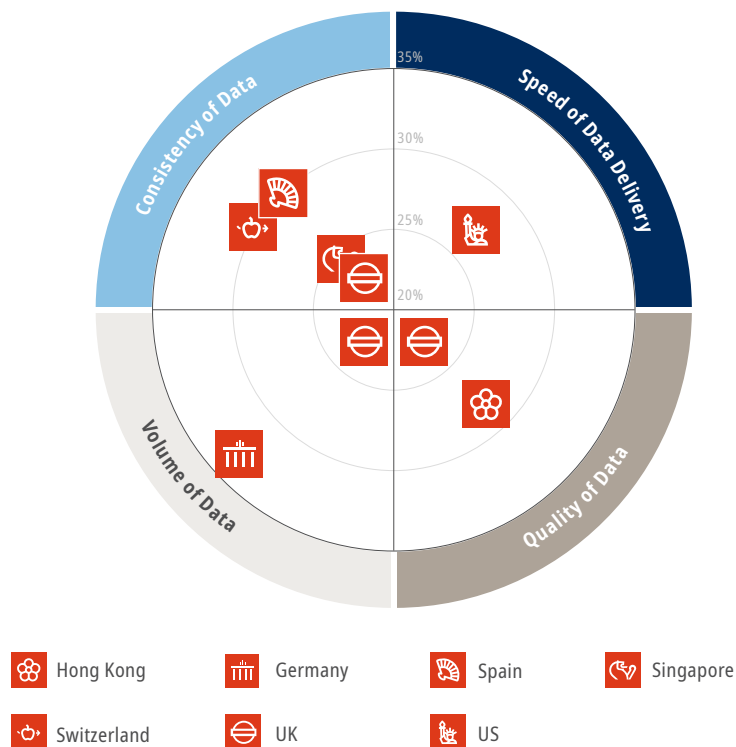 Consistency of Data
Speed of Data Delivery
35%
30%
25%
20%
Volume of Data
Quality of Data
Hong Kong
Germany
Spain
Singapore
Switzerland
UK
US